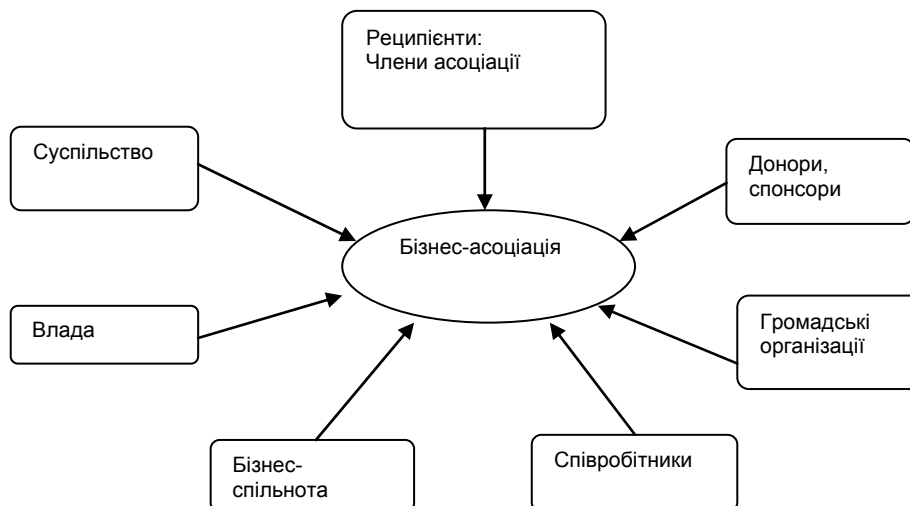 Реципієнти:
Члени асоціації
Суспільство
Донори,
спонсори
Бізнес-асоціація
Влада
Громадські
організації
Бізнес-
спільнота
Співробітники